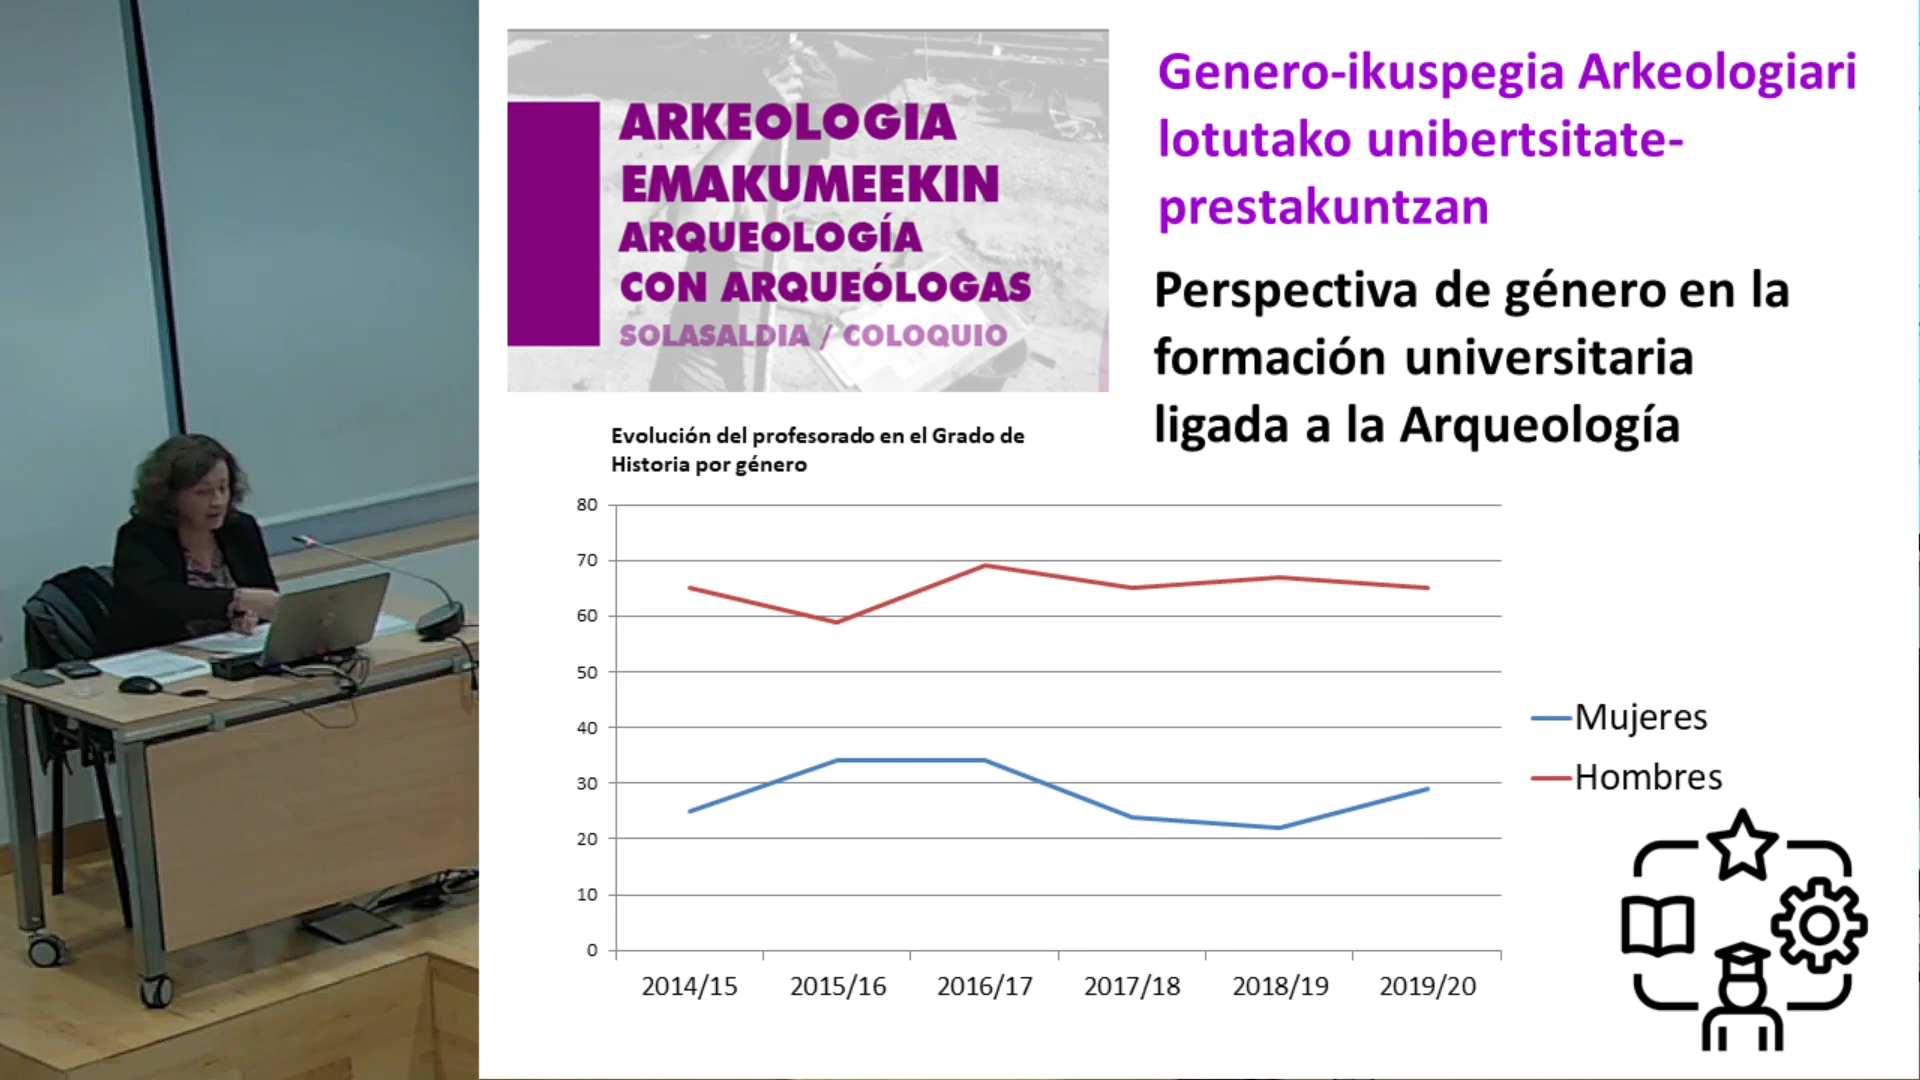 ARKEOLOGIA
EMAKUMEEKIN
ARQUEOLOGÍA
CON ARQUEÓLOGAS
SOLASALDIA / COLOQUIO
Genero-ikuspegia Arkeologiari
lotutako unibertsitate-
prestakuntzan
Perspectiva de género en la
formación universitaria
ligada a la Arqueología
Evolución del profesorado en el Grado de
Historia por género
80
70
60
50
40
30
20
10
0
2014/15 2015/16 2016/17 2017/18 2018/19 2019/20
Mujeres
Hombres